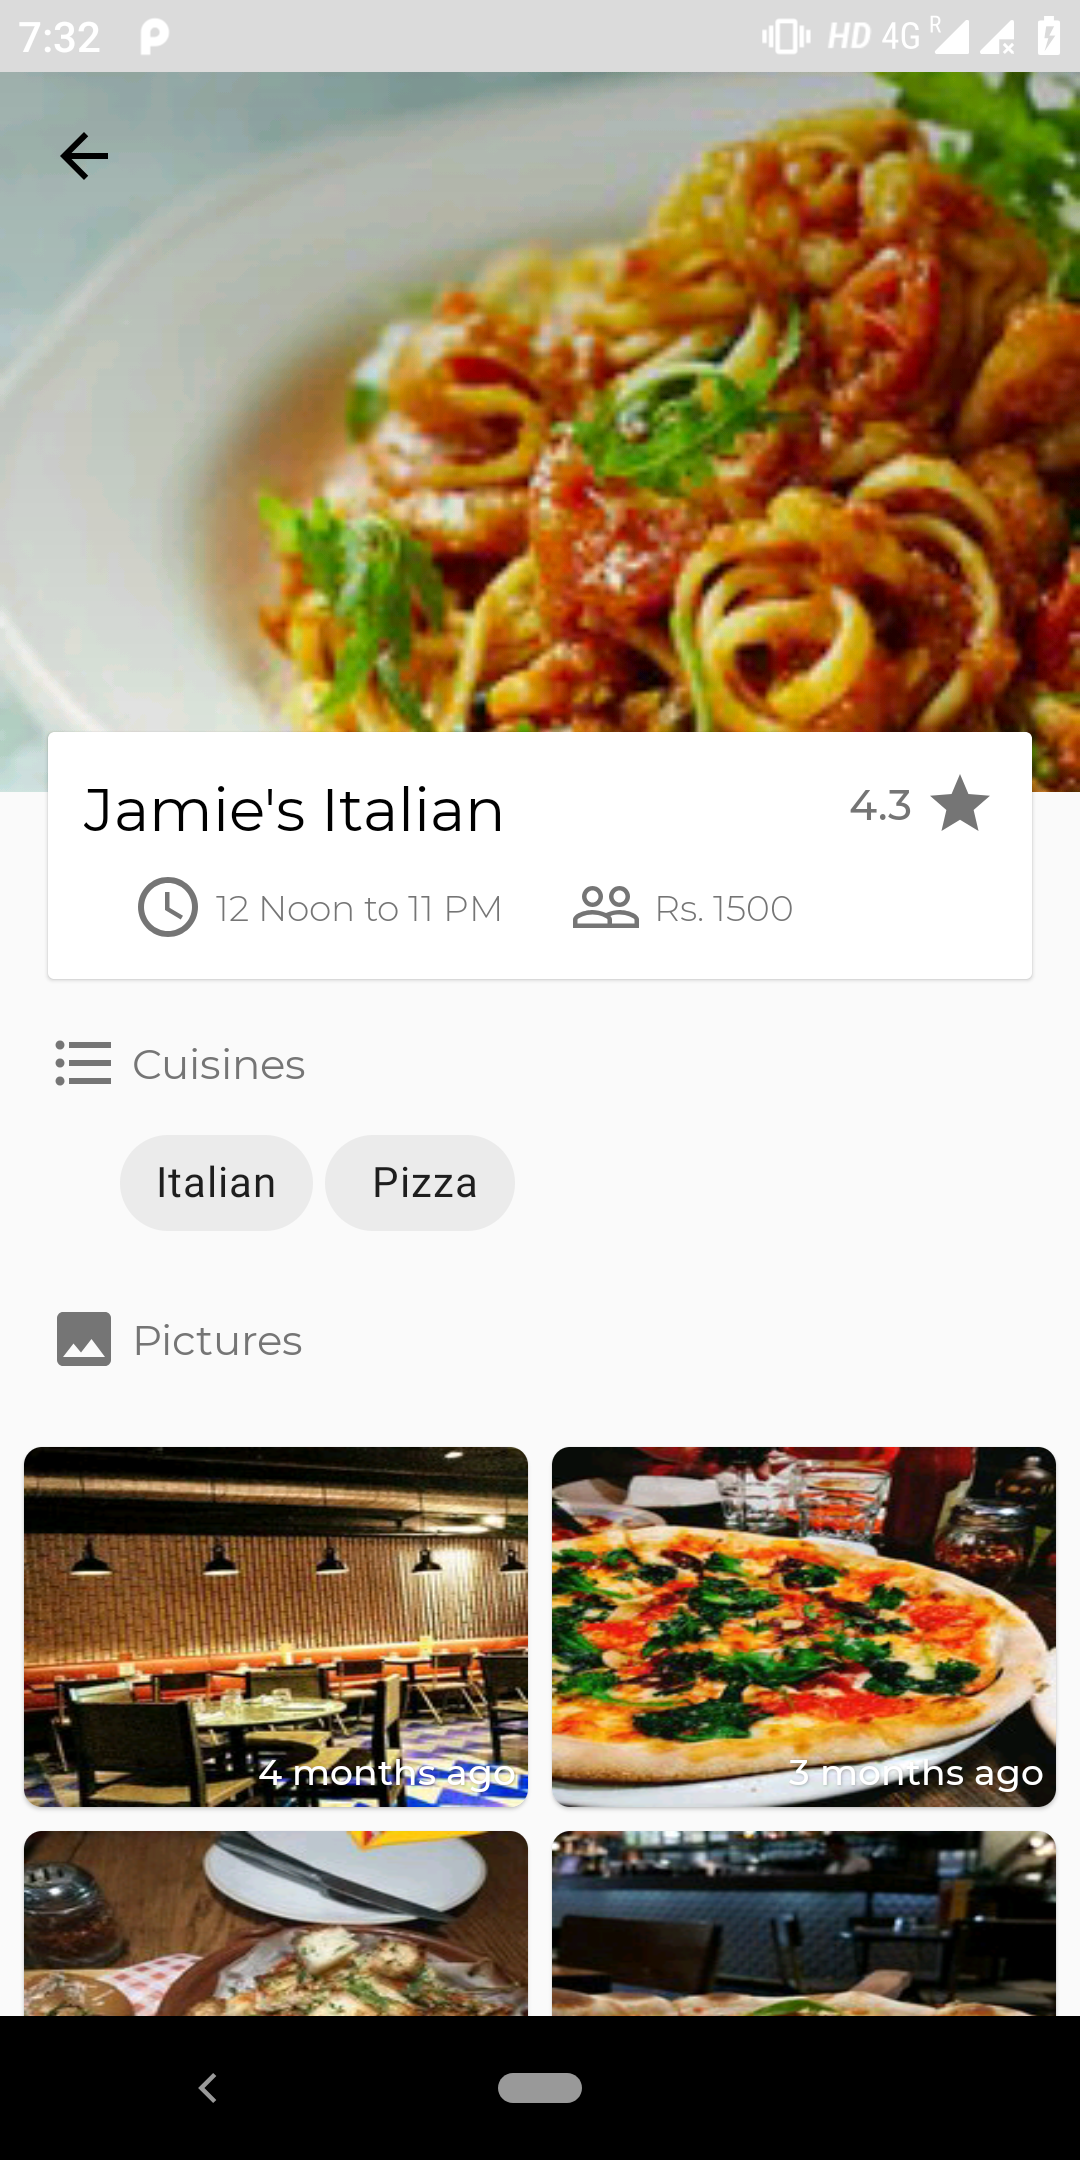 7:32 HD 4G R
Jamie's Italian 4.3
12 Noon to 11 PM Rs. 1500
Cuisines
Italian Pizza
Pictures
4 months ago 3 months ago